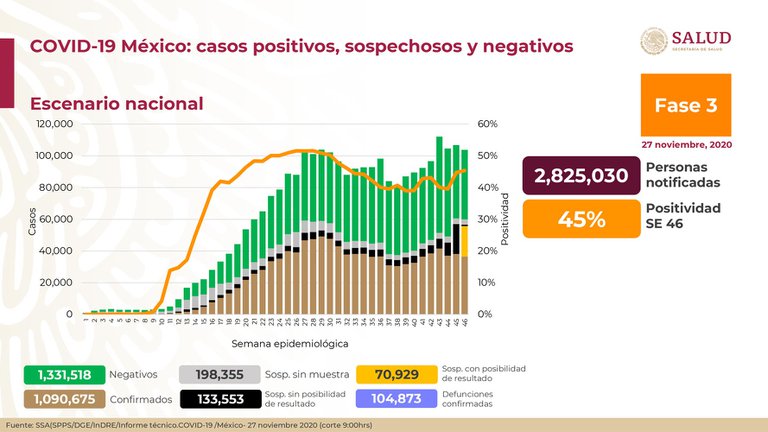 COVID-19 México: casos positivos, sospechosos y negativos
SALUD
SECRETARÍA DE SALUD
Escenario nacional
Fase 3
27 noviembre, 2020
2,825,030
Personas
notificadas
45%
Positividad
SE 46
120,000
100,000
80,000
60,000
40,000
20,000
0
Casos
60%
50%
40%
30%
20%
10%
0%
Positividad
1 2 3 4 5 6 7 8 9 10 11 12 13 14 15 16 17 18 19 20 21 22 23 24 25 26 27 28 29 30 31 32 33 34 35 36 37 38 39 40 41 42 43 44 45 46
Semana epidemiológica
1,331,518 Negativos
198,355 Sosp. sin muestra
70,929 Sosp. con posibilidad
de resultado
1,090,675 Confirmados
133,553 Sosp. sin posibilidad
de resultado
104,873 Defunciones
confirmadas
Fuente: SSA(SPPS/DGE/InDRE/Informe técnico.COVID-19 /México- 27 noviembre 2020 (corte 9:00hrs)